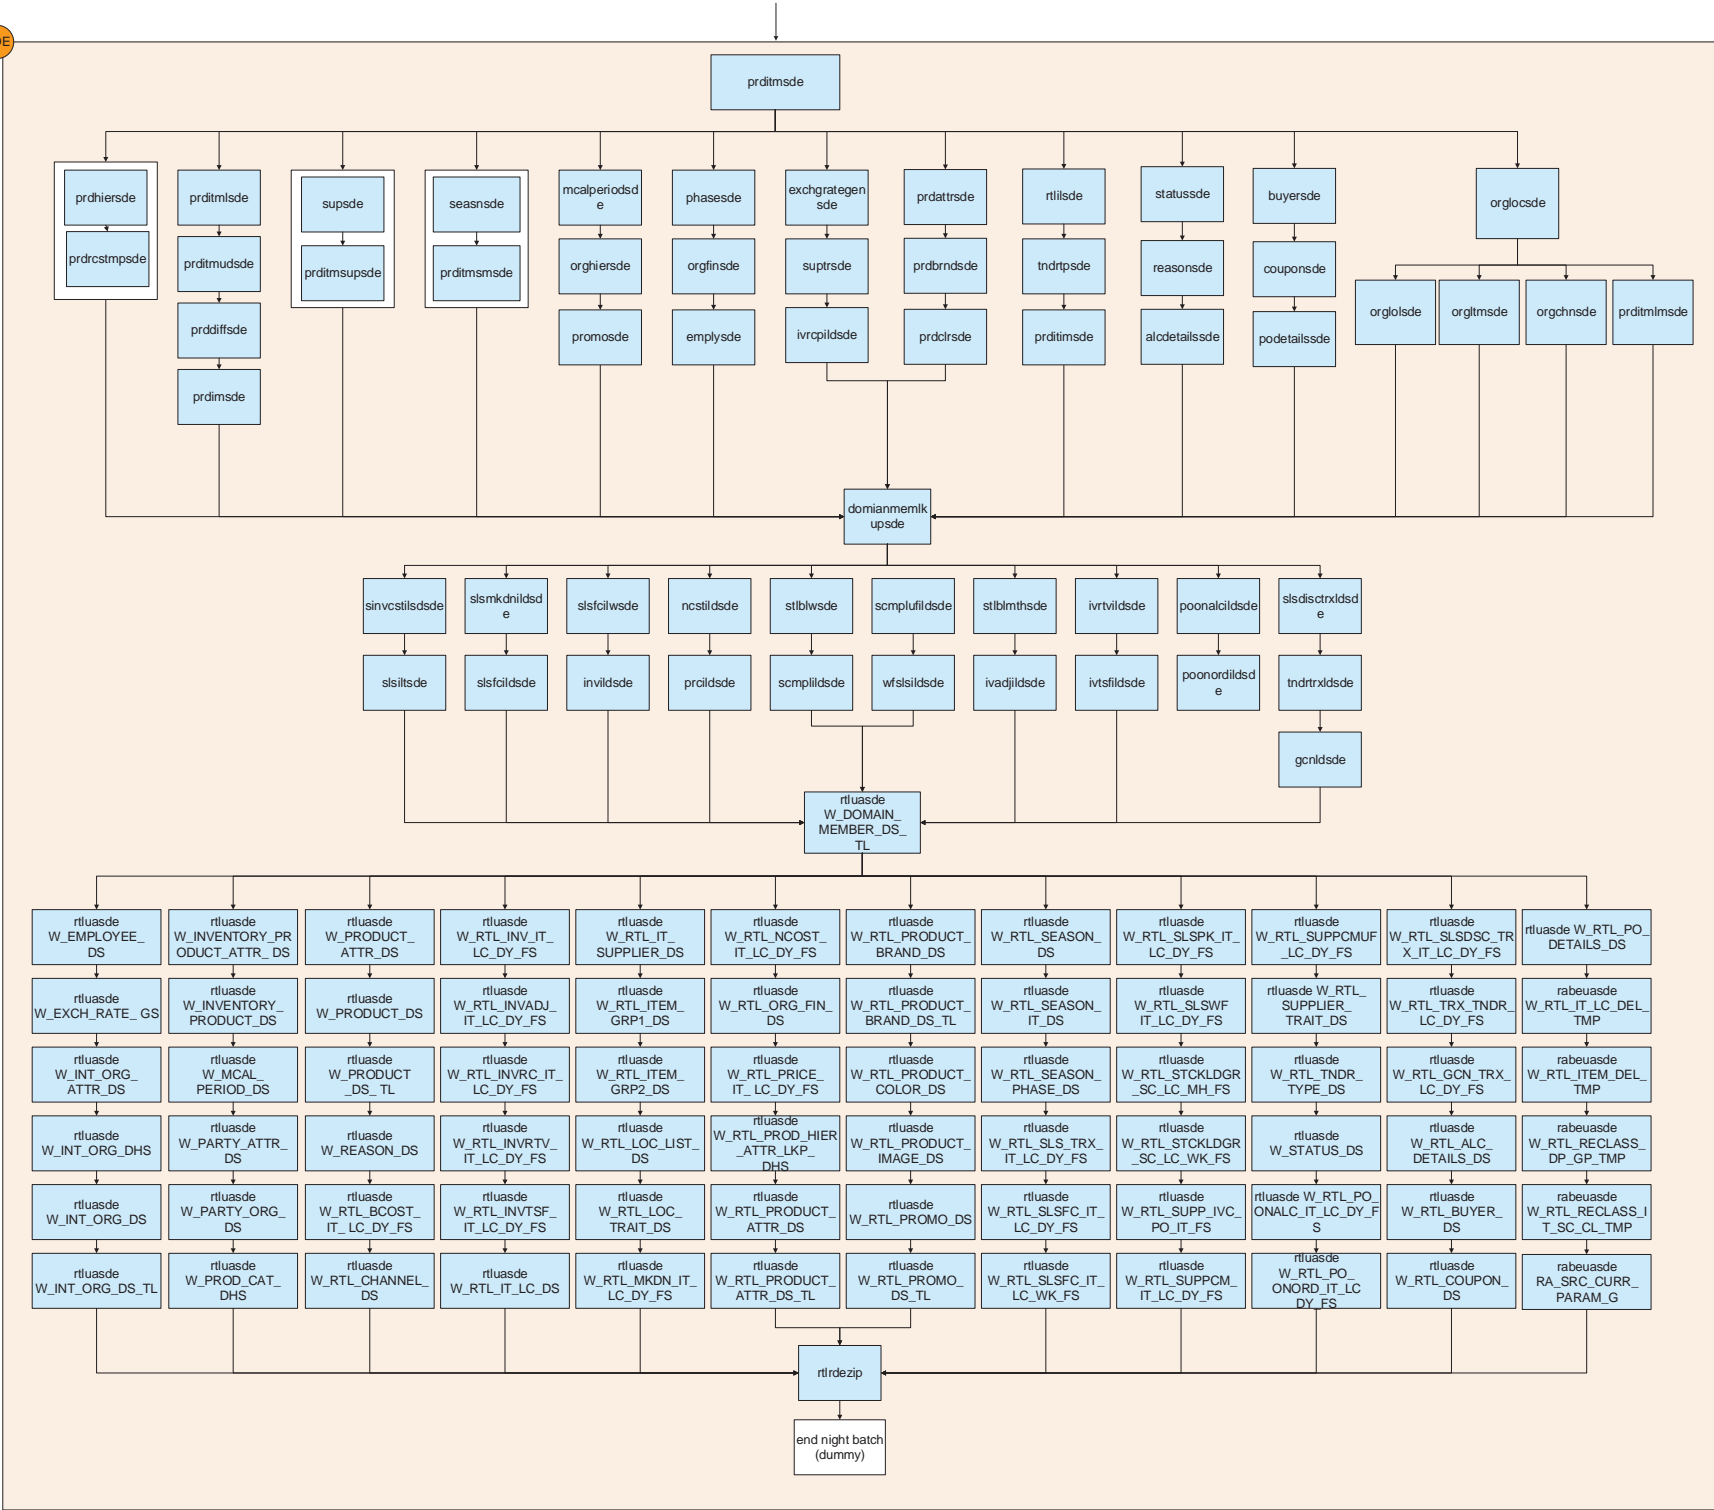 DE
prditmsde
prdhiersde
prdrcstmpsde
prditmlsde
prditmudsde
prddiffsde
prdimsde
supsde
prditmsupsde
seasnsde
prditmsmsde
mcalperiodsd
e
orghiersde
promosde
phasesde
orgfinsde
emplysde
exchgrategen
sde
suptrsde
ivrcpildsde
prdattrsde
prdbrndsde
prdclrsde
rtlilsde
tndrtpsde
prditimsde
statussde
reasonsde
alcdetailssde
buyersde
couponsde
podetailssde
orglocsde
orglolsde
orgltmsde
orgchnsde
prditmlmsde
domianmemlk
upsde
sinvcstilsdsde
slsiltsde
slsmkdnildsd
e
slsfcildsde
slsfcilwsde
invildsde
ncstildsde
prcildsde
stlblwsde
scmplildsde
scmplufildsde
wfslsildsde
stlblmthsde
ivadjildsde
ivrtvildsde
ivtsfildsde
poonalcildsde
poonordildsd
e
slsdisctrxldsd
e
tndrtrxldsde
gcnldsde
rtluasde
W_DOMAIN_
MEMBER_DS_
TL
rtluasde
W_EMPLOYEE_
DS
rtluasde
W_EXCH_RATE_ GS
rtluasde
W_INT_ORG_
ATTR_DS
rtluasde
W_INT_ORG_DHS
rtluasde
W_INT_ORG_DS
rtluasde
W_INT_ORG_DS_TL
rtluasde
W_INVENTORY_PR
ODUCT_ATTR_ DS
rtluasde
W_INVENTORY_
PRODUCT_DS
rtluasde
W_MCAL_
PERIOD_DS
rtluasde
W_PARTY_ATTR_
DS
rtluasde
W_PARTY_ORG_
DS
rtluasde
W_PROD_CAT_
DHS
rtluasde
W_PRODUCT_
ATTR_DS
rtluasde
W_PRODUCT_DS
rtluasde
W_PRODUCT
_DS_ TL
rtluasde
W_REASON_DS
rtluasde
W_RTL_BCOST_
IT_LC_DY_FS
rtluasde
W_RTL_CHANNEL_
DS
rtluasde
W_RTL_INV_IT_
LC_DY_FS
rtluasde
W_RTL_INVADJ_
IT_LC_DY_FS
rtluasde
W_RTL_INVRC_IT_
LC_DY_FS
rtluasde
W_RTL_INVRTV_
IT_LC_DY_FS
rtluasde
W_RTL_INVTSF_
IT_LC_DY_FS
rtluasde
W_RTL_IT_LC_DS
rtluasde
W_RTL_IT_
SUPPLIER_DS
rtluasde
W_RTL_ITEM_
GRP1_DS
rtluasde
W_RTL_ITEM_
GRP2_DS
rtluasde
W_RTL_LOC_LIST_
DS
rtluasde
W_RTL_LOC_
TRAIT_DS
rtluasde
W_RTL_MKDN_IT_
LC_DY_FS
rtluasde
W_RTL_NCOST_
IT_LC_DY_FS
rtluasde
W_RTL_ORG_FIN_
DS
rtluasde
W_RTL_PRICE_
IT_ LC_DY_FS
rtluasde
W_RTL_PROD_HIER
_ATTR_LKP_
DHS
rtluasde
W_RTL_PRODUCT_
ATTR_DS
rtluasde
W_RTL_PRODUCT_
ATTR_DS_TL
rtluasde
W_RTL_PRODUCT_
BRAND_DS
rtluasde
W_RTL_PRODUCT_
BRAND_DS_TL
rtluasde
W_RTL_PRODUCT_
COLOR_DS
rtluasde
W_RTL_PRODUCT_
IMAGE_DS
rtluasde
W_RTL_PROMO_DS
rtluasde
W_RTL_PROMO_
DS_TL
rtluasde
W_RTL_SEASON_
DS
rtluasde
W_RTL_SEASON_
IT_DS
rtluasde
W_RTL_SEASON_
PHASE_DS
rtluasde
W_RTL_SLS_TRX_
IT_LC_DY_FS
rtluasde
W_RTL_SLSFC_IT_
LC_DY_FS
rtluasde
W_RTL_SLSFC_IT_
LC_WK_FS
rtluasde
W_RTL_SLSPK_IT_
LC_DY_FS
rtluasde
W_RTL_SLSWF
IT_LC_DY_FS
rtluasde
W_RTL_STCKLDGR
_SC_LC_MH_FS
rtluasde
W_RTL_STCKLDGR
_SC_LC_WK_FS
rtluasde
W_RTL_SUPP_IVC_
PO_IT_FS
rtluasde
W_RTL_SUPPCM_
IT_LC_DY_FS
rtluasde
W_RTL_SUPPCMUF
_LC_DY_FS
rtluasde W_RTL_
SUPPLIER_
TRAIT_DS
rtluasde
W_RTL_TNDR_
TYPE_DS
rtluasde
W_STATUS_DS
rtluasde W_RTL_PO_
ONALC_IT_LC_DY_F
S
rtluasde
W_RTL_PO_
ONORD_IT_LC
DY_FS
rtluasde
W_RTL_SLSDSC_TR
X_IT_LC_DY_FS
rtluasde
W_RTL_TRX_TNDR_
LC_DY_FS
rtluasde
W_RTL_GCN_TRX_
LC_DY_FS
rtluasde
W_RTL_ALC_
DETAILS_DS
rtluasde
W_RTL_BUYER_
DS
rtluasde
W_RTL_COUPON_
DS
rtluasde W_RTL_PO_
DETAILS_DS
rabeuasde
W_RTL_IT_LC_DEL_
TMP
rabeuasde
W_RTL_ITEM_DEL_
TMP
rabeuasde
W_RTL_RECLASS_
DP_GP_TMP
rabeuasde
W_RTL_RECLASS_I
T_SC_CL_TMP
rabeuasde
RA_SRC_CURR_
PARAM_G
rtlrdezip
end night batch
(dummy)